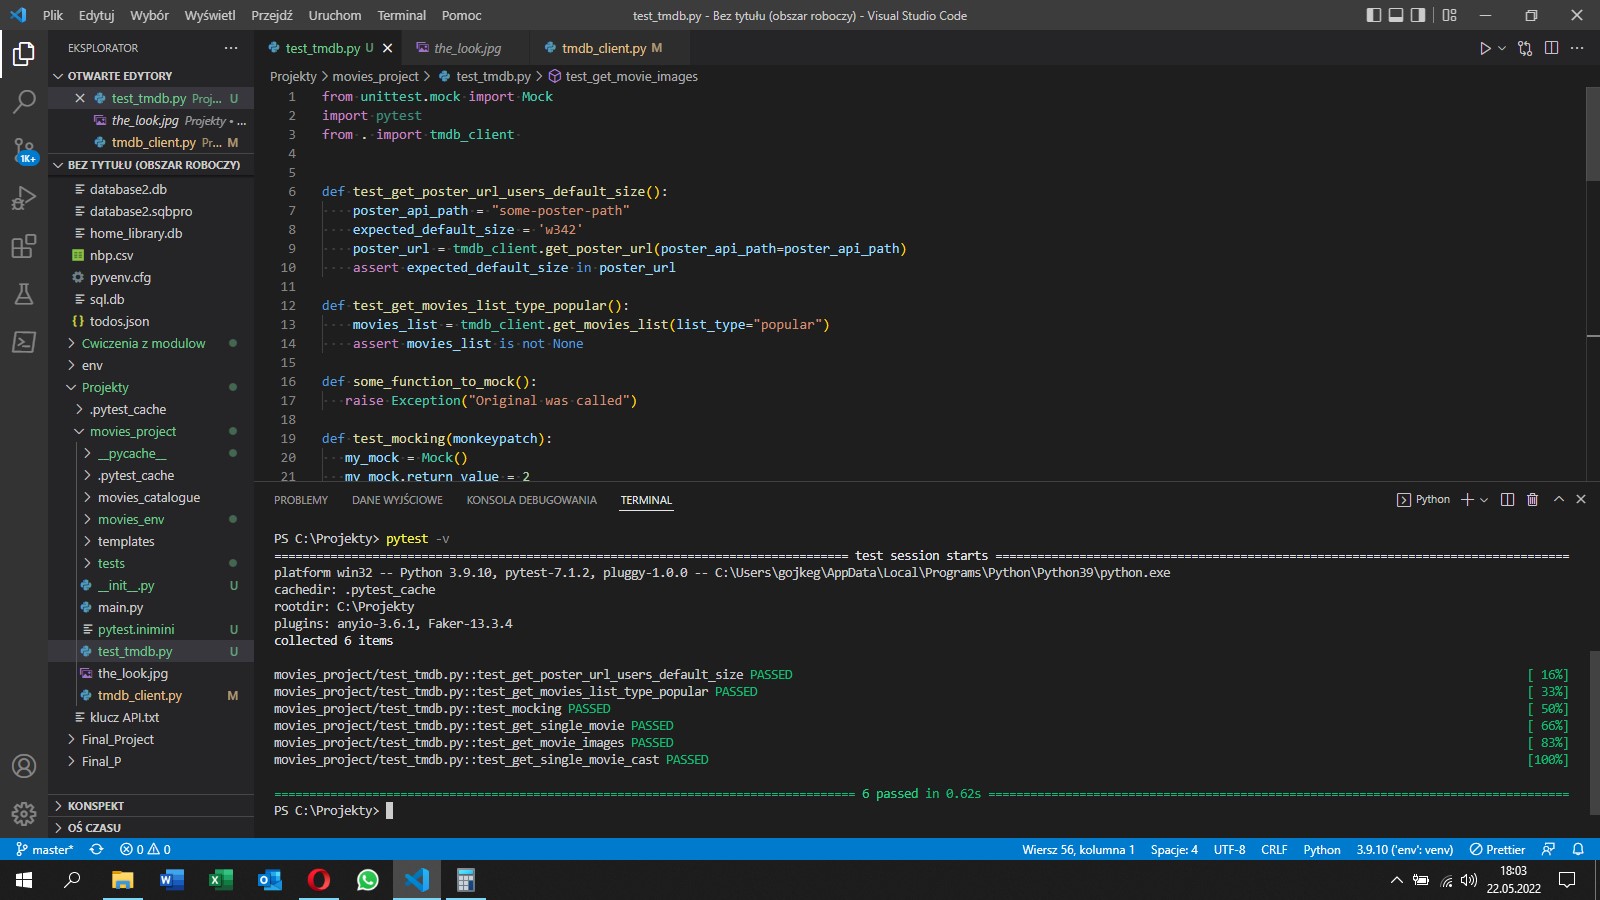 Plik Edytuj Wybór Wyświetl Przejdź Uruchom Terminal Pomoc
test_tmdb.py - Bez tytułu (obszar roboczy) - Visual Studio Code
EKSPLORATOR
OTWARTE EDYTORY
test_tmdb.py Proj... U
the_look.jpg Projekty • ...
tmdb_client.py Pr... M
BEZ TYTUŁU (OBSZAR ROBOCZY)
database2.db
database2.sqbpro
home_library.db
nbp.csv
pyvenv.cfg
sql.db
todos.json
Cwiczenia z modulow
env
Projekty
.pytest_cache
movies_project
__pycache__
.pytest_cache
movies_catalogue
movies_env
templates
tests
__init__.py U
main.py
pytest.inimini U
test_tmdb.py U
the_look.jpg
tmdb_client.py M
klucz API.txt
Final_Project
Final_P
KONSPEKT
OŚ CZASU
1K+
test_tmdb.py U
the_look.jpg
tmdb_client.py M
Projekty > movies_project > test_tmdb.py > test_get_movie_images
1 from unittest.mock import Mock
2 import pytest
3 from . import tmdb_client
4
5
6 def test_get_poster_url_users_default_size():
7 poster_api_path = "some-poster-path"
8 expected_default_size = 'w342'
9 poster_url = tmdb_client.get_poster_url(poster_api_path=poster_api_path)
10 assert expected_default_size in poster_url
11
12 def test_get_movies_list_type_popular():
13 movies_list = tmdb_client.get_movies_list(list_type="popular")
14 assert movies_list is not None
15
16 def some_function_to_mock():
17 raise Exception("Original was called")
18
19 def test_mocking(monkeypatch):
20 my_mock = Mock()
21 my_mock.return_value = 2
PROBLEMY DANE WYJŚCIOWE KONSOLA DEBUGOWANIA TERMINAL
Python
PS C:\Projekty> pytest -v
test session starts
platform win32 -- Python 3.9.10, pytest-7.1.2, pluggy-1.0.0 -- C:\Users\gojkeg\AppData\Local\Programs\Python\Python39\python.exe
cachedir: .pytest_cache
rootdir: C:\Projekty
plugins: anyio-3.6.1, Faker-13.3.4
collected 6 items
movies_project/test_tmdb.py::test_get_poster_url_users_default_size PASSED [ 16%]
movies_project/test_tmdb.py::test_get_movies_list_type_popular PASSED [ 33%]
movies_project/test_tmdb.py::test_mocking PASSED [ 50%]
movies_project/test_tmdb.py::test_get_single_movie PASSED [ 66%]
movies_project/test_tmdb.py::test_get_movie_images PASSED [ 83%]
movies_project/test_tmdb.py::test_get_single_movie_cast PASSED [100%]
6 passed in 0.62s
PS C:\Projekty>
master* 0 0 Wiersz 56, kolumna 1 Spacje: 4 UTF-8 CRLF Python 3.9.10 ('env': venv) Prettier
18:03
22.05.2022